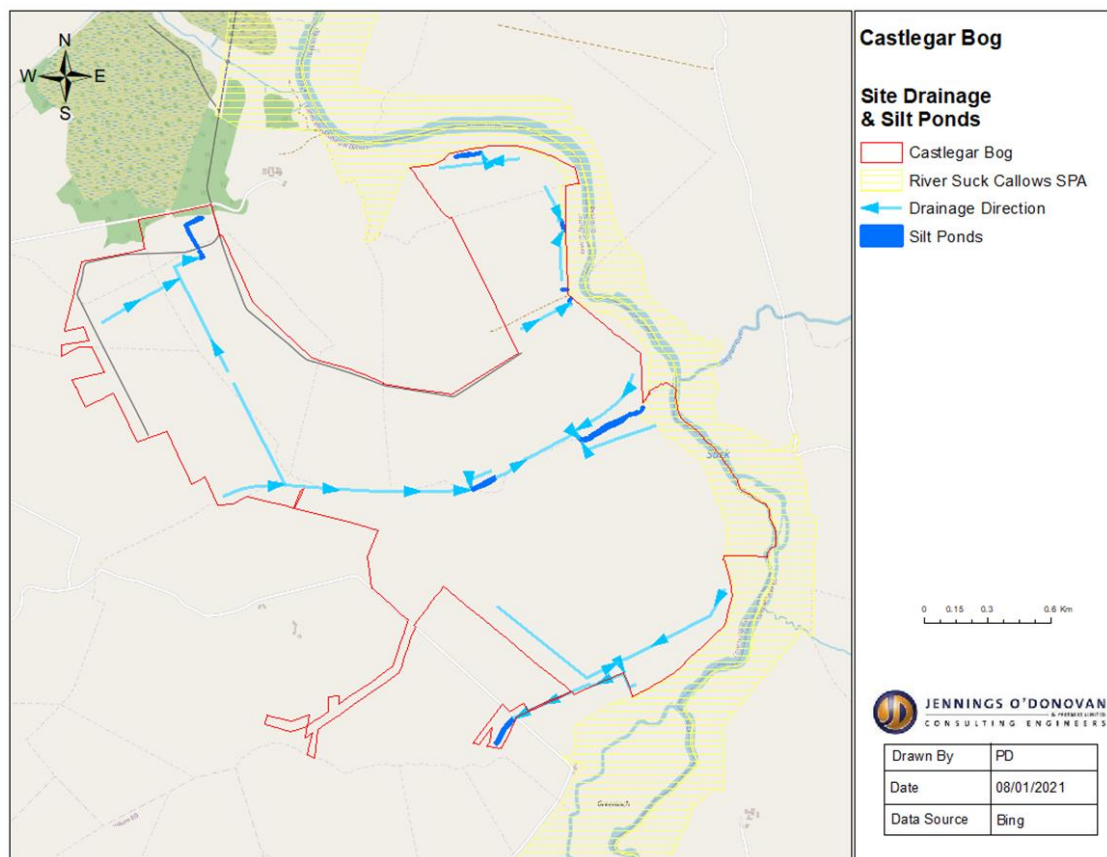 N
W E
S
Suck
Castlegar Bog
Site Drainage
& Silt Ponds
Castlegar Bog
River Suck Callows SPA
Drainage Direction
Silt Ponds
0 0.15 0.3 0.6 Km
JENNINGS O'DONOVAN
& PARTNERS LIMITED
CONSULTING ENGINEERS
Drawn By PD
Date 08/01/2021
Data Source Bing